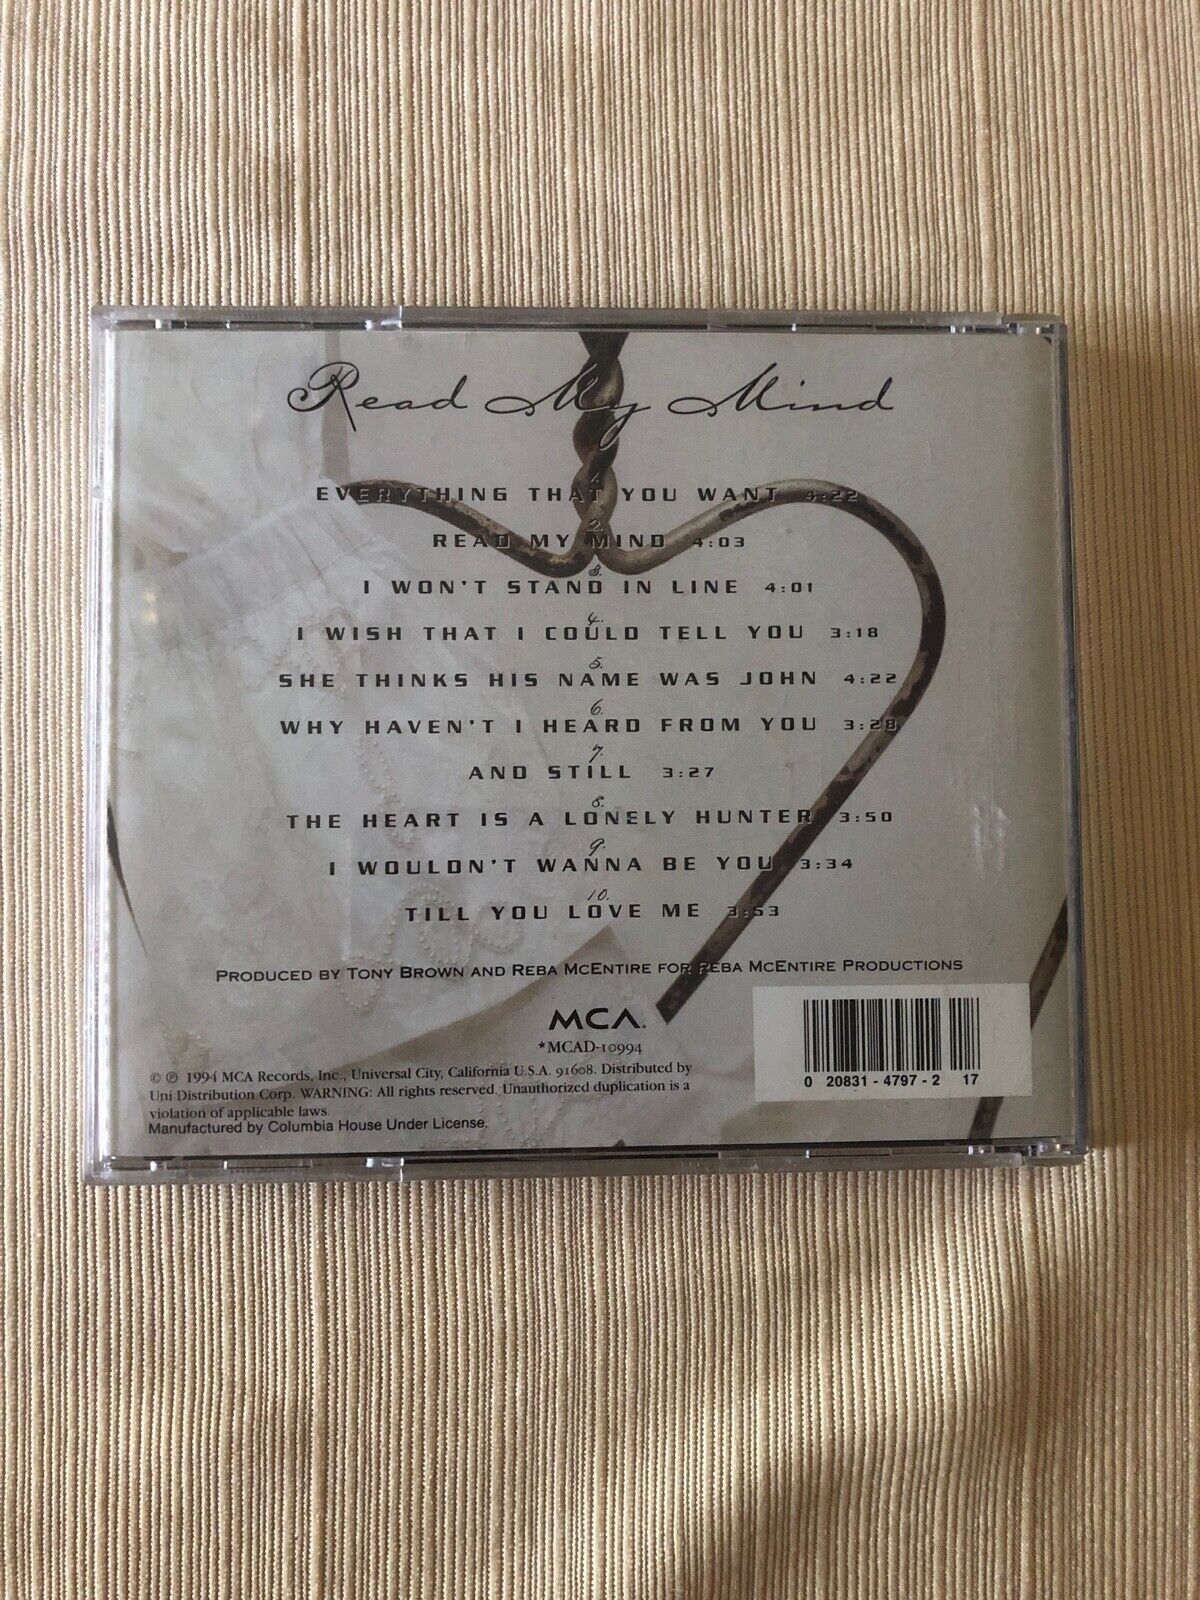 Read My Mind
1.
EVERYTHING THAT YOU WANT 4:22
2.
READ MY MIND 4:03
3.
I WON'T STAND IN LINE 4:01
4.
I WISH THAT I COULD TELL YOU 3:18
5.
SHE THINKS HIS NAME WAS JOHN 4:22
6.
WHY HAVEN'T I HEARD FROM YOU 3:28
7.
AND STILL 3:27
8.
THE HEART IS A LONELY HUNTER 3:50
9.
I WOULDN'T WANNA BE YOU 3:34
10.
TILL YOU LOVE ME 3:53
PRODUCED BY TONY BROWN AND REBA MCENTIRE FOR REBA MCENTIRE PRODUCTIONS
MCA.
*MCAD-10994
© ℗ 1994 MCA Records, Inc., Universal City, California U.S.A. 91608. Distributed by
Uni Distribution Corp. WARNING: All rights reserved. Unauthorized duplication is a
violation of applicable laws.
Manufactured by Columbia House Under License.
0 20831-4797-2 17